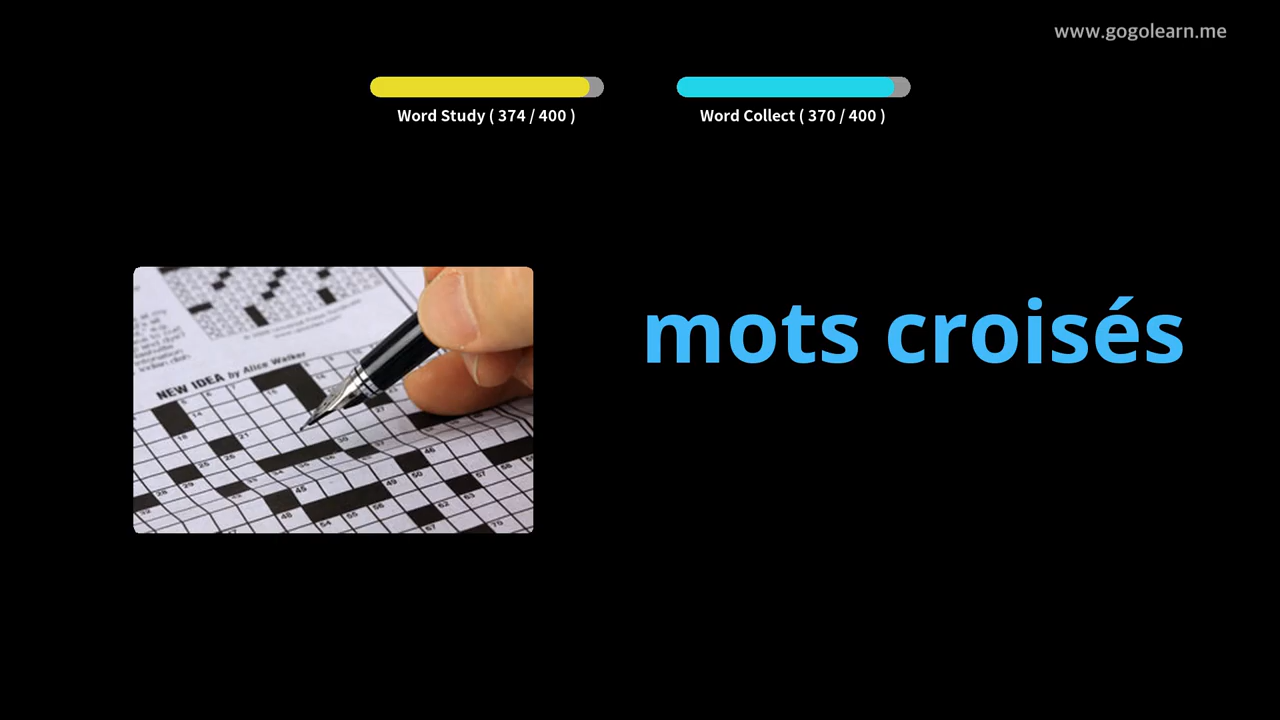 www.gogolearn.me
Word Study ( 374 / 400 )
Word Collect ( 370 / 400 )
mots croisés
NEW IDEA by Alice Walker